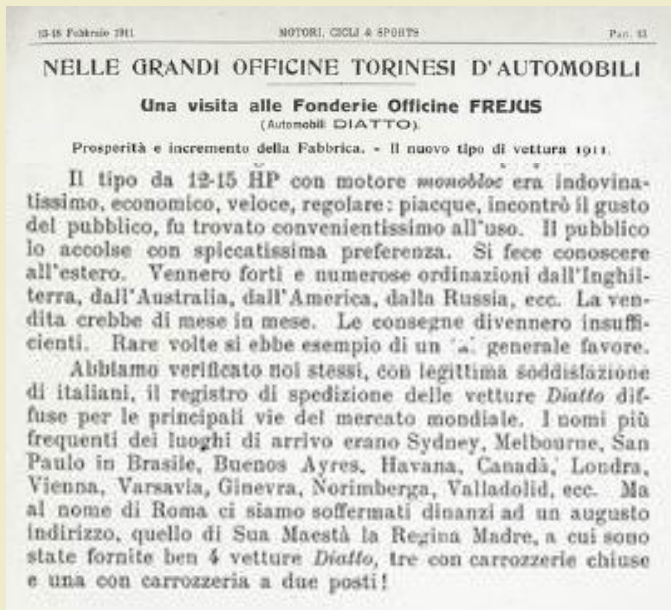 13-18 Febbraio 1911 MOTORI, CICLI & SPORTS Pag. 13
NELLE GRANDI OFFICINE TORINESI D'AUTOMOBILI
Una visita alle Fonderie Officine FREJUS
(Automobili DIATTO).
Prosperità e incremento della Fabbrica. - Il nuovo tipo di vettura 1911.
Il tipo da 12-15 HP con motore monobloc era indovina-
tissimo, economico, veloce, regolare: piacque, incontrò il gusto
del pubblico, fu trovato convenientissimo all'uso. Il pubblico
lo accolse con spiccatissima preferenza. Si fece conoscere
all'estero. Vennero forti e numerose ordinazioni dall'Inghil-
terra, dall'Australia, dall'America, dalla Russia, ecc. La ven-
dita crebbe di mese in mese. Le consegne divennero insuffi-
cienti. Rare volte si ebbe esempio di un generale favore.
Abbiamo verificato noi stessi, con legittima soddisfazione
di italiani, il registro di spedizione delle vetture Diatto dif-
fuse per le principali vie del mercato mondiale. I nomi più
frequenti dei luoghi di arrivo erano Sydney, Melbourne, San
Paulo in Brasile, Buenos Ayres, Havana, Canadà, Londra,
Vienna, Varsavia, Ginevra, Norimberga, Valladolid, ecc. Ma
al nome di Roma ci siamo soffermati dinanzi ad un augusto
indirizzo, quello di Sua Maestà la Regina Madre, a cui sono
state fornite ben 4 vetture Diatto, tre con carrozzerie chiuse
e una con carrozzeria a due posti!